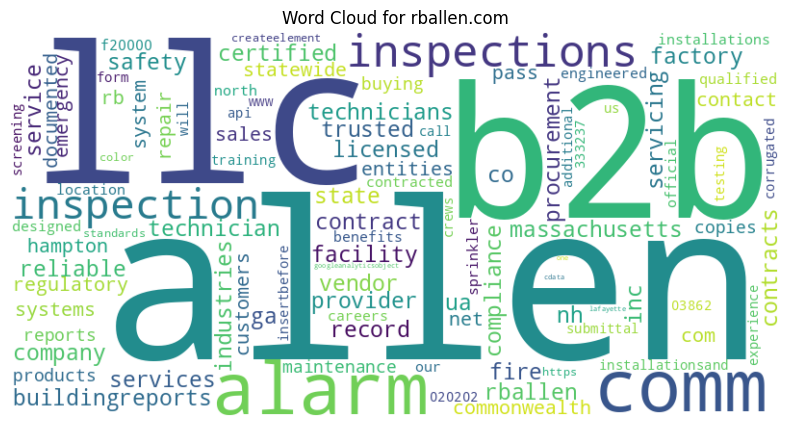 Word Cloud for rballen.com
createelement
f20000
certified
inspections
installations
safety
statewide
pass
engineered
factory
form
rb
www
buying
qualified
screening
service
emergency
documented
system
repair
will
north
api
technicians
contact
sales
trusted
call
procurement
additional
333237
us
servicing
official
testing
corrugated
color
training
licensed
llc
b2b
location
entities
contracted
co
inspection
state
crews
designed
standards
technician
contract
benefits
massachusetts
copies
hampton
facility
sprinkler
reliable
industries
customers
insertbefore
googleanalyticsobject
vendor
compliance
one
cdata
regulatory
ga
provider
ua
inc
nh
03862
contracts
systems
careers
record
net
lafayette
submittal
com
experience
reports
allen
company
maintenance
our
fire
https
installationsand
products
services
alarm
rballen
comm
buildingreports
020202
commonwealth